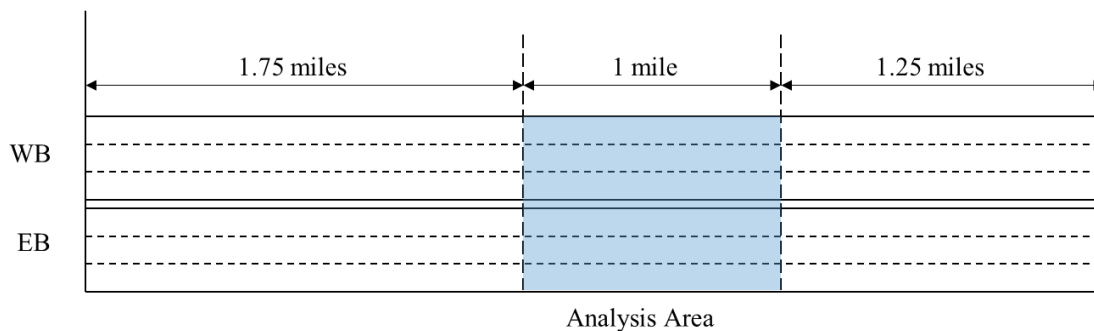 1.75 miles
1 mile
1.25 miles
WB
EB
Analysis Area